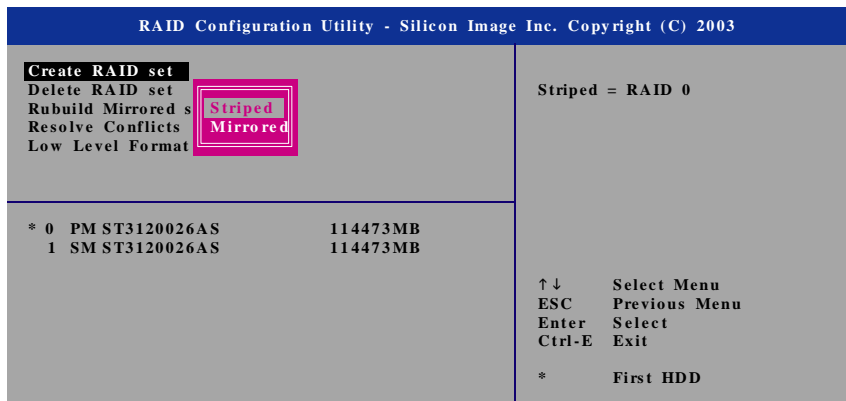 RAID Configuration Utility - Silicon Image Inc. Copyright (C) 2003
Create RAID set
Delete RAID set
Rubuild Mirrored s
Resolve Conflicts
Low Level Format
Striped
Mirrored
Striped = RAID 0
* 0 PM ST3120026AS 114473MB
1 SM ST3120026AS 114473MB
↑↓ Select Menu
ESC Previous Menu
Enter Select
Ctrl-E Exit
* First HDD